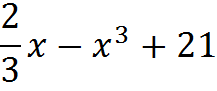 2/3 x − x³ + 21